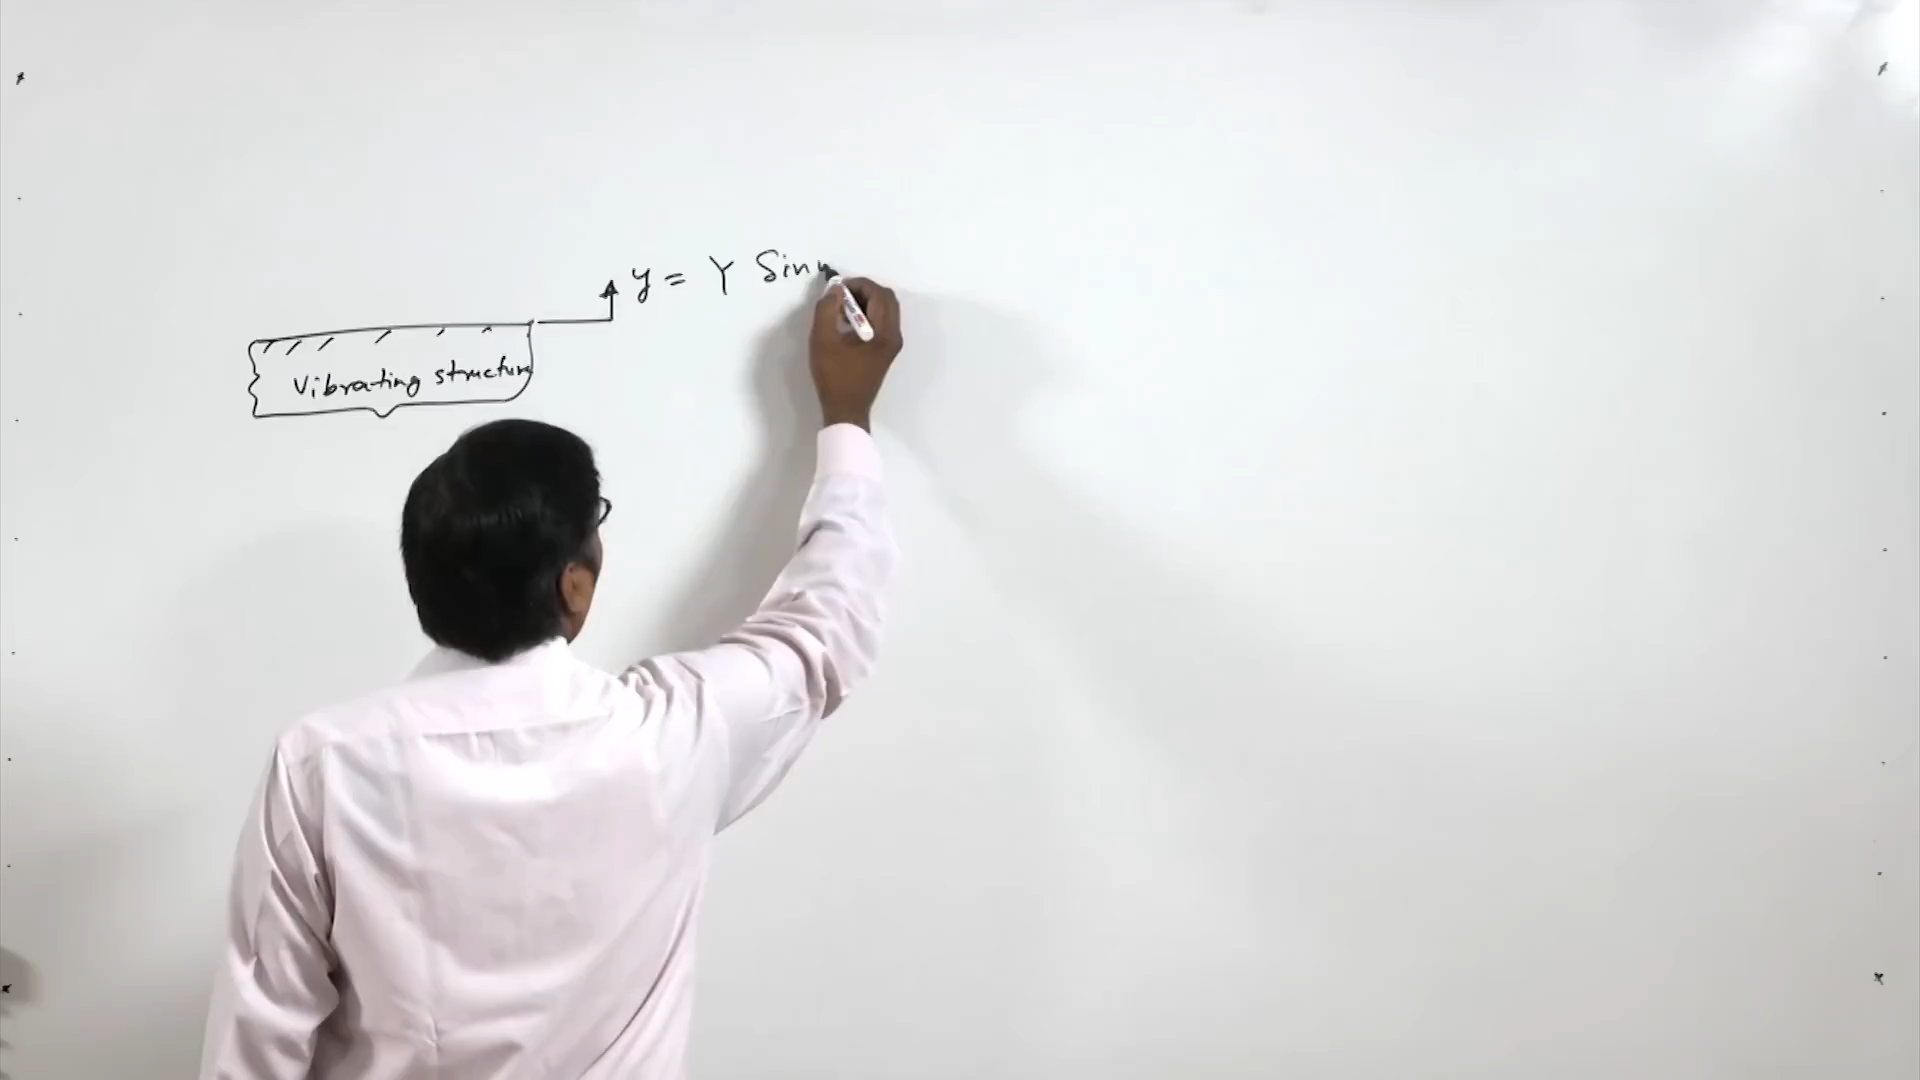 y = Y Sin
Vibrating structure